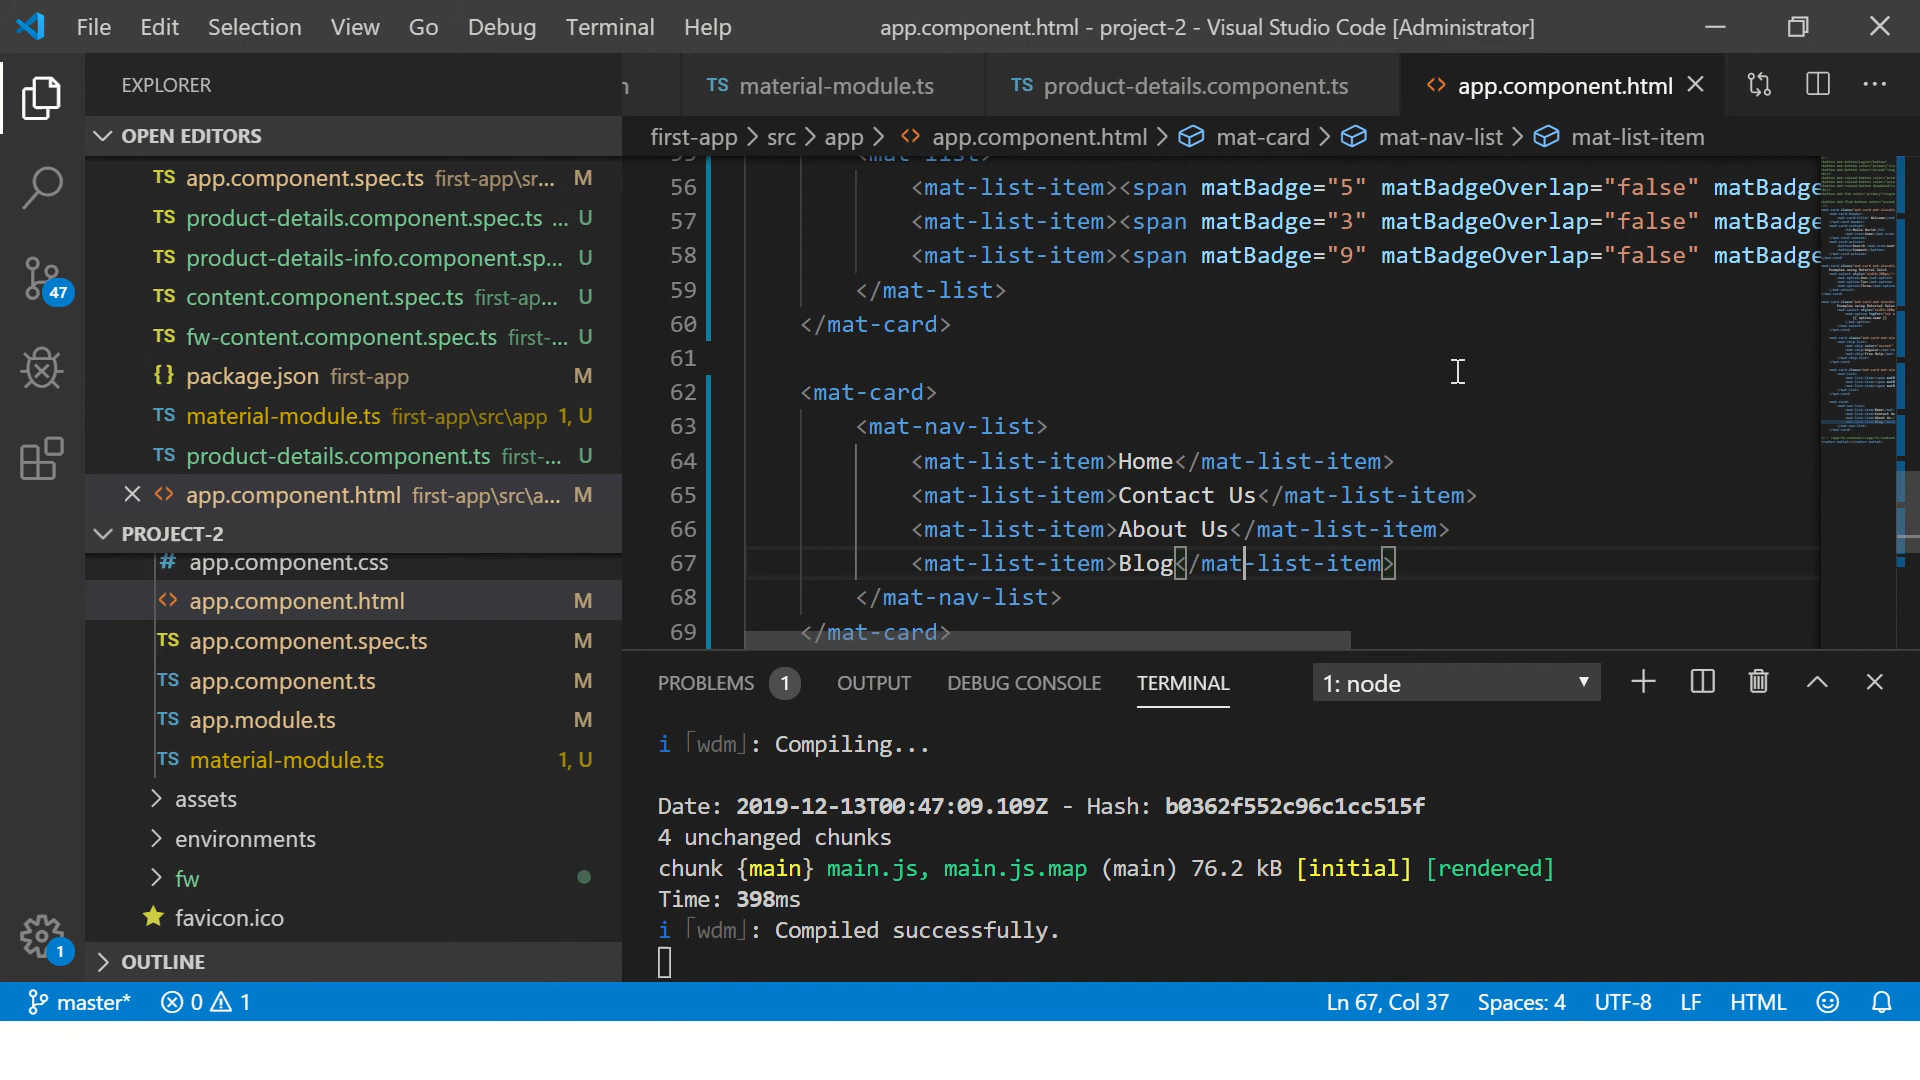 File Edit Selection View Go Debug Terminal Help app.component.html - project-2 - Visual Studio Code [Administrator]
EXPLORER
TS material-module.ts TS product-details.component.ts <> app.component.html
OPEN EDITORS
first-app > src > app > <> app.component.html > mat-card > mat-nav-list > mat-list-item
TS app.component.spec.ts first-app\sr... M
TS product-details.component.spec.ts ... U
TS product-details-info.component.sp... U
TS content.component.spec.ts first-ap... U
TS fw-content.component.spec.ts first-... U
{} package.json first-app M
TS material-module.ts first-app\src\app 1, U
TS product-details.component.ts first-... U
<> app.component.html first-app\src\a... M
PROJECT-2
# app.component.css
<> app.component.html M
TS app.component.spec.ts M
TS app.component.ts M
TS app.module.ts M
TS material-module.ts 1, U
assets
environments
fw
favicon.ico
OUTLINE
47
1
56 <mat-list-item><span matBadge="5" matBadgeOverlap="false" matBadge
57 <mat-list-item><span matBadge="3" matBadgeOverlap="false" matBadge
58 <mat-list-item><span matBadge="9" matBadgeOverlap="false" matBadge
59 </mat-list>
60 </mat-card>
61
62 <mat-card>
63 <mat-nav-list>
64 <mat-list-item>Home</mat-list-item>
65 <mat-list-item>Contact Us</mat-list-item>
66 <mat-list-item>About Us</mat-list-item>
67 <mat-list-item>Blog</mat-list-item>
68 </mat-nav-list>
69 </mat-card>
PROBLEMS 1 OUTPUT DEBUG CONSOLE TERMINAL 1: node
i ｢wdm｣: Compiling...
Date: 2019-12-13T00:47:09.109Z - Hash: b0362f552c96c1cc515f
4 unchanged chunks
chunk {main} main.js, main.js.map (main) 76.2 kB [initial] [rendered]
Time: 398ms
i ｢wdm｣: Compiled successfully.
master* 0 1 Ln 67, Col 37 Spaces: 4 UTF-8 LF HTML